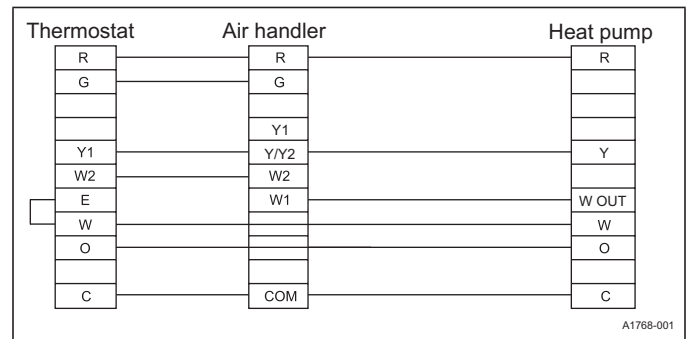 Thermostat Air handler Heat pump
R R R
G G
Y1
Y1 Y/Y2 Y
W2 W2
E W1 W OUT
W W
O O
C COM C
A1768-001